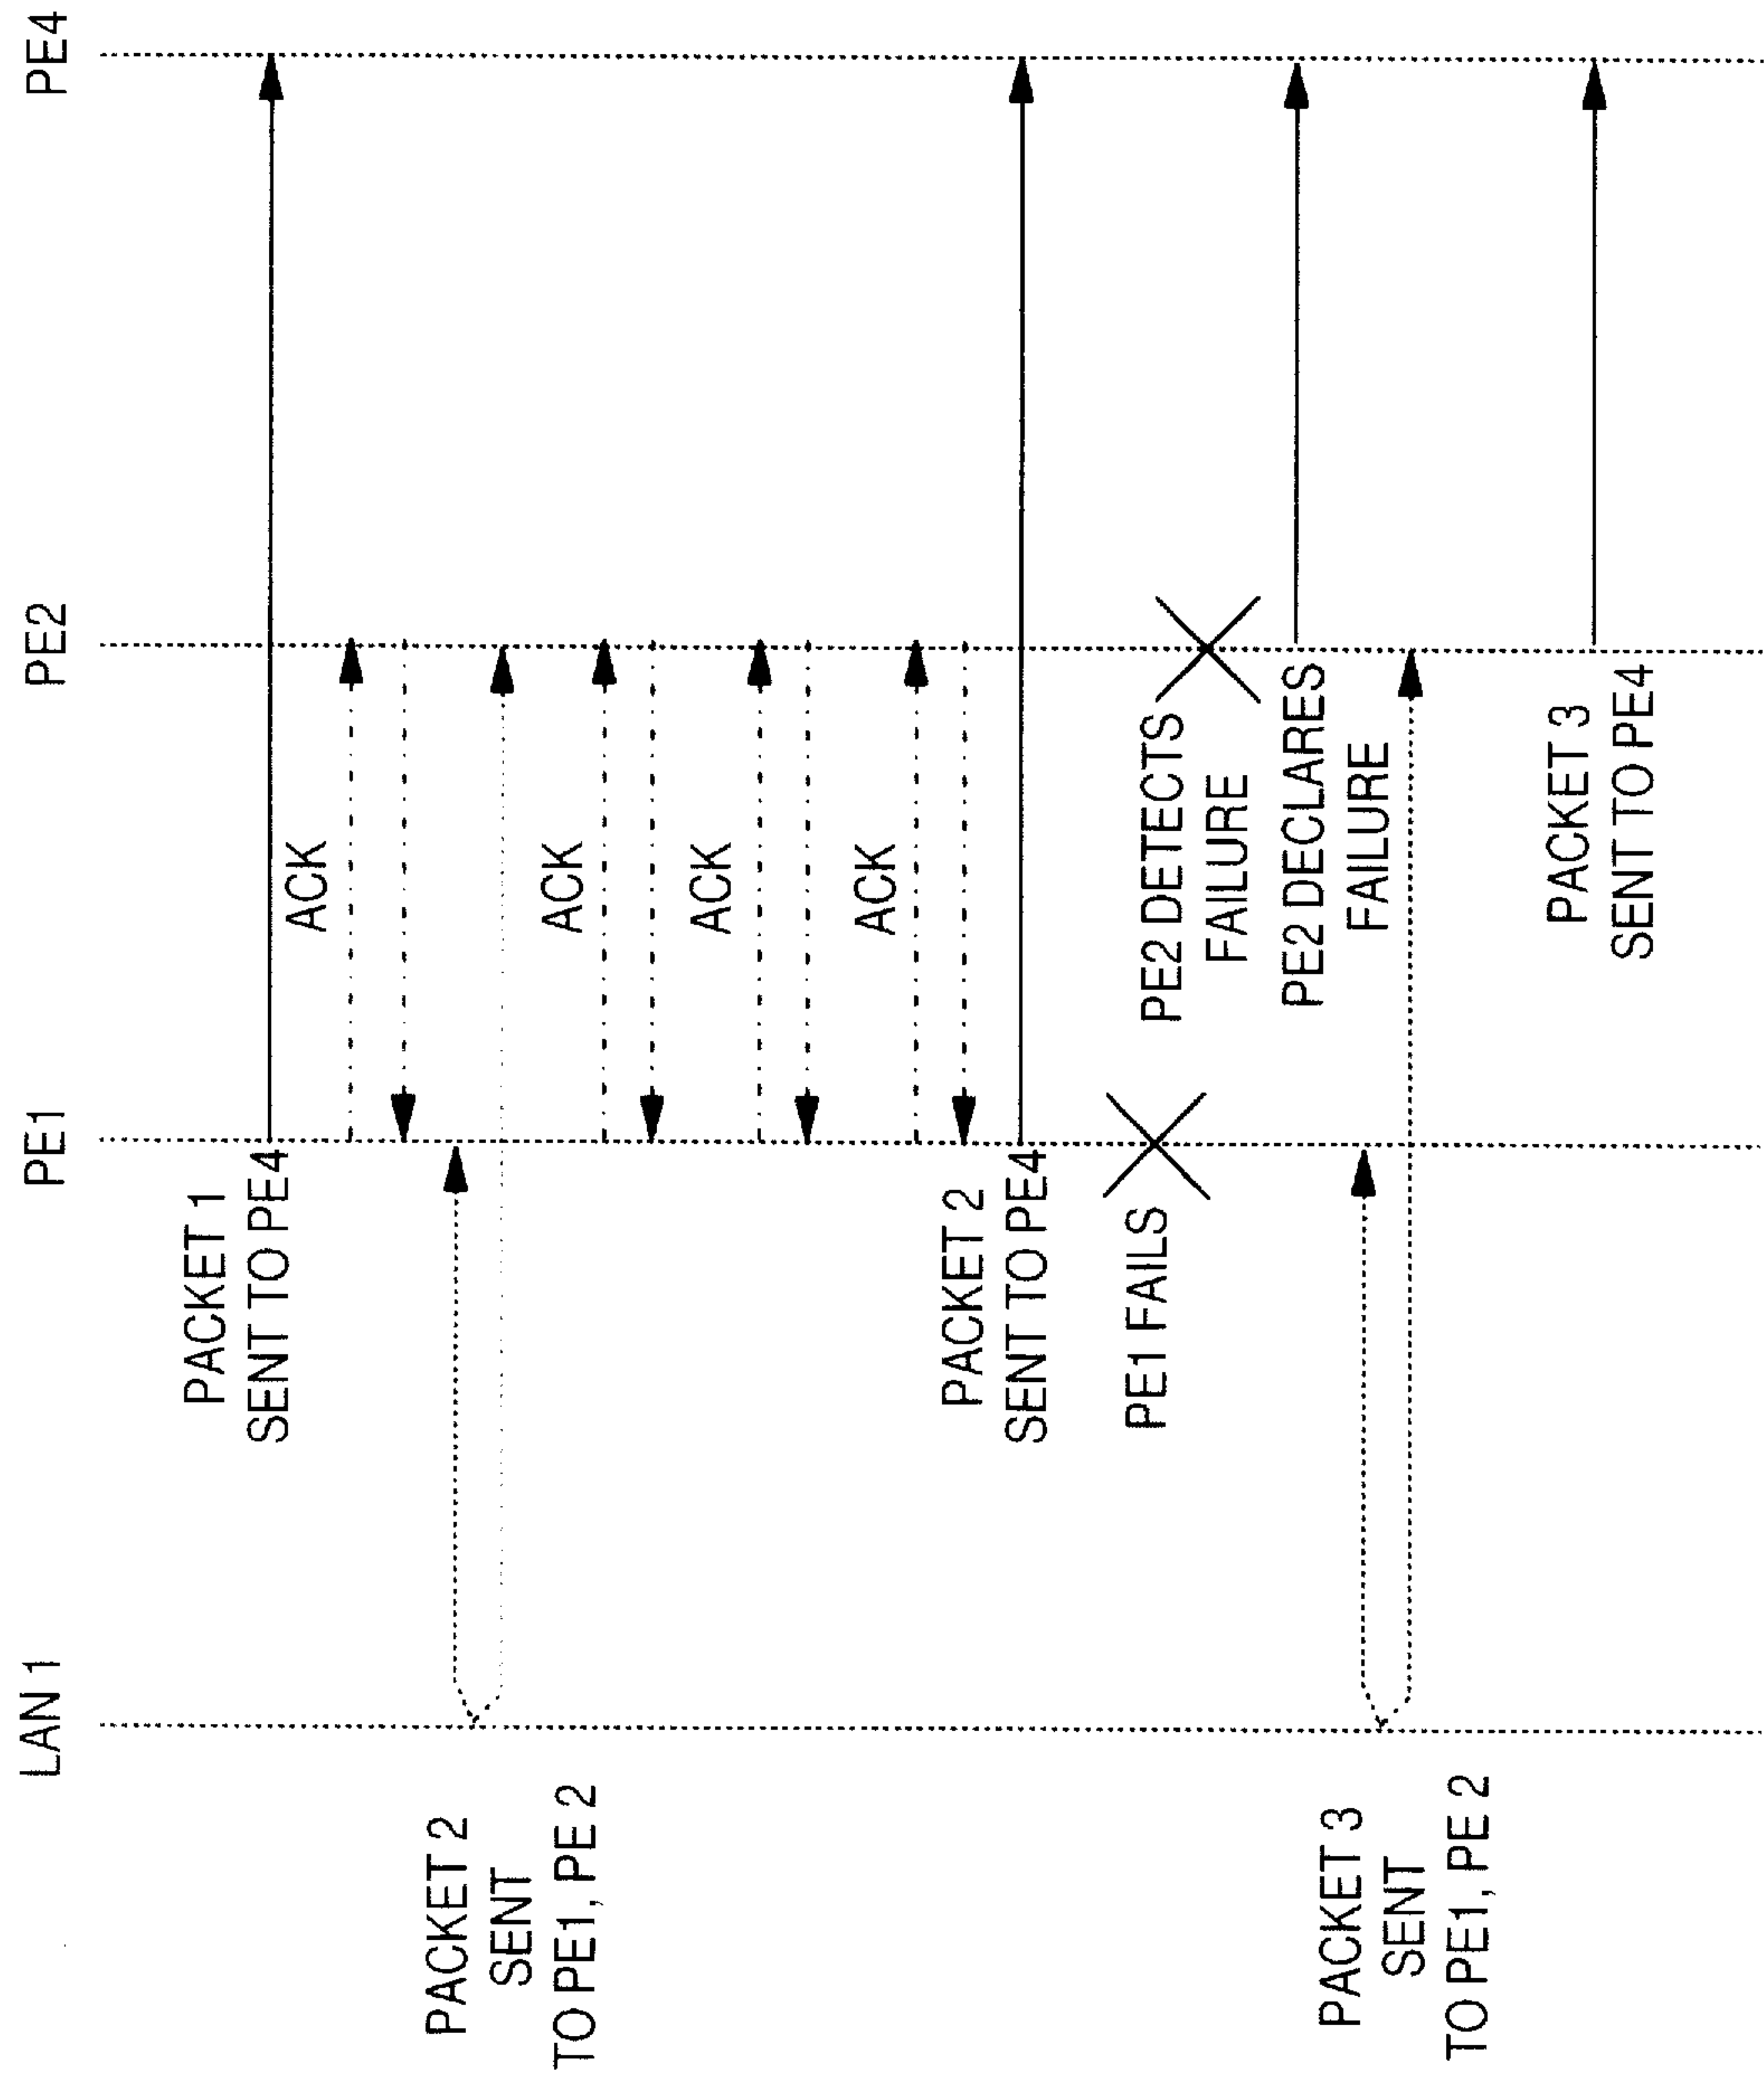 LAN 1
PE1
PE2
PE4
PACKET 1
SENT TO PE4
ACK
PACKET 2
SENT
TO PE1, PE 2
ACK
ACK
ACK
PACKET 2
SENT TO PE4
PE1 FAILS
PE2 DETECTS
FAILURE
PE2 DECLARES
FAILURE
PACKET 3
SENT
TO PE1, PE 2
PACKET 3
SENT TO PE4